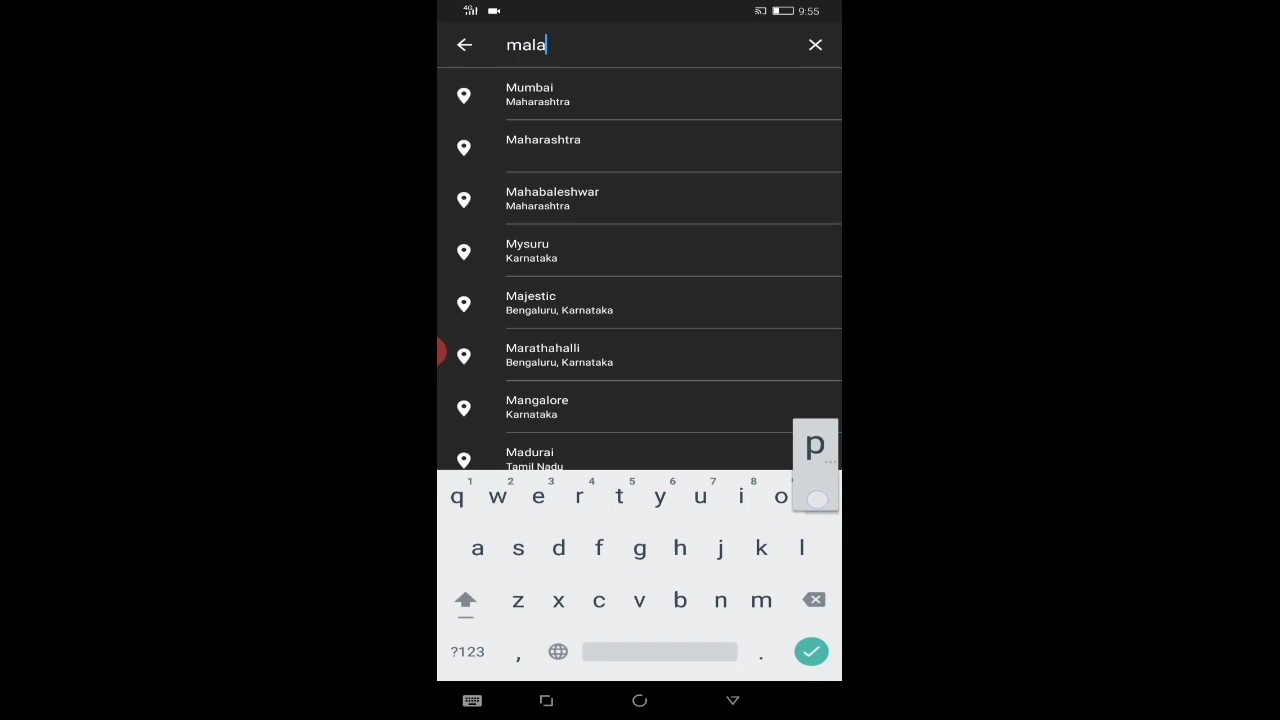 4G 9:55
mala
Mumbai
Maharashtra
Maharashtra
Mahabaleshwar
Maharashtra
Mysuru
Karnataka
Majestic
Bengaluru, Karnataka
Marathahalli
Bengaluru, Karnataka
Mangalore
Karnataka
Madurai
Tamil Nadu
p
1 2 3 4 5 6 7 8
q w e r t y u i o
a s d f g h j k l
z x c v b n m
?123 , .